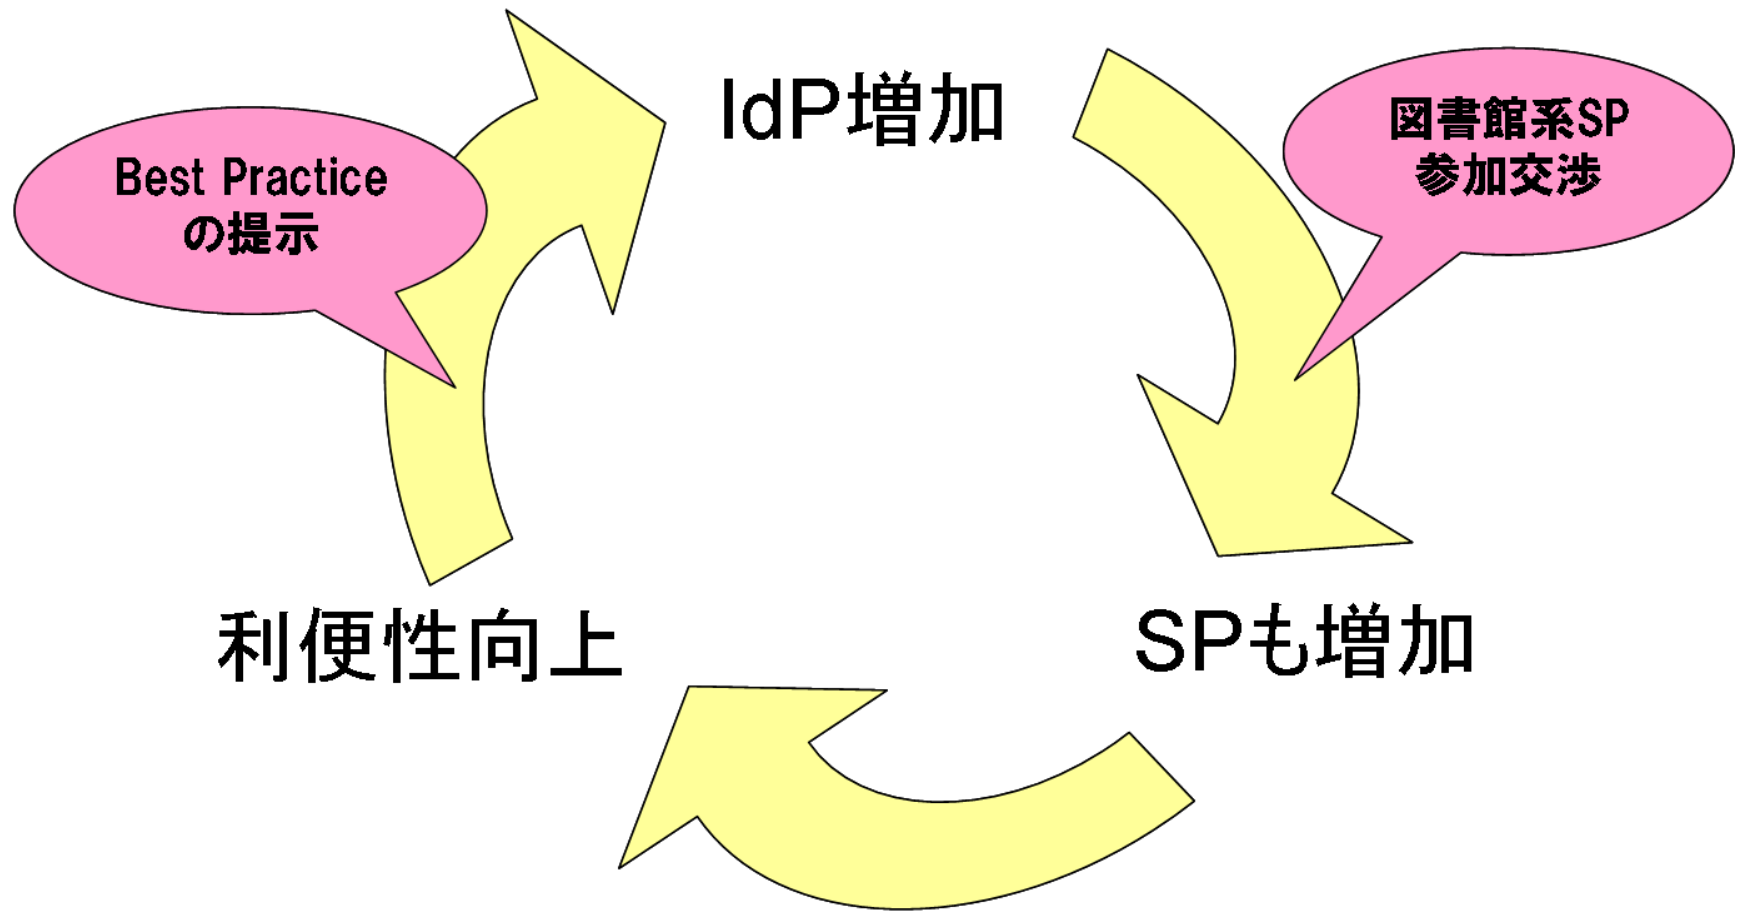 IdP増加
図書館系SP
参加交渉
Best Practice
の提示
利便性向上
SPも増加